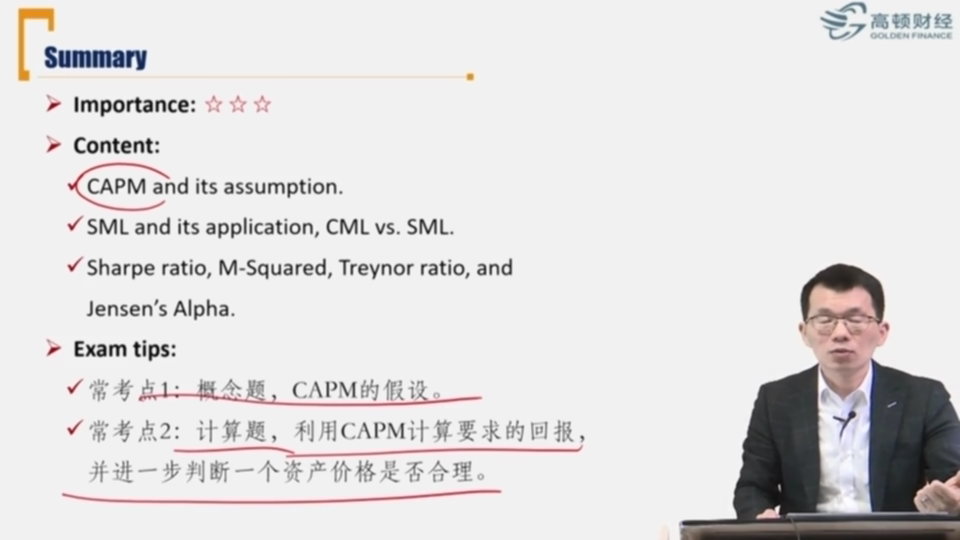 高顿财经
GOLDEN FINANCE
Summary
Importance: ☆☆☆
Content:
CAPM and its assumption.
SML and its application, CML vs. SML.
Sharpe ratio, M-Squared, Treynor ratio, and
Jensen's Alpha.
Exam tips:
常考点1：概念题，CAPM的假设。
常考点2：计算题，利用CAPM计算要求的回报，
并进一步判断一个资产价格是否合理。